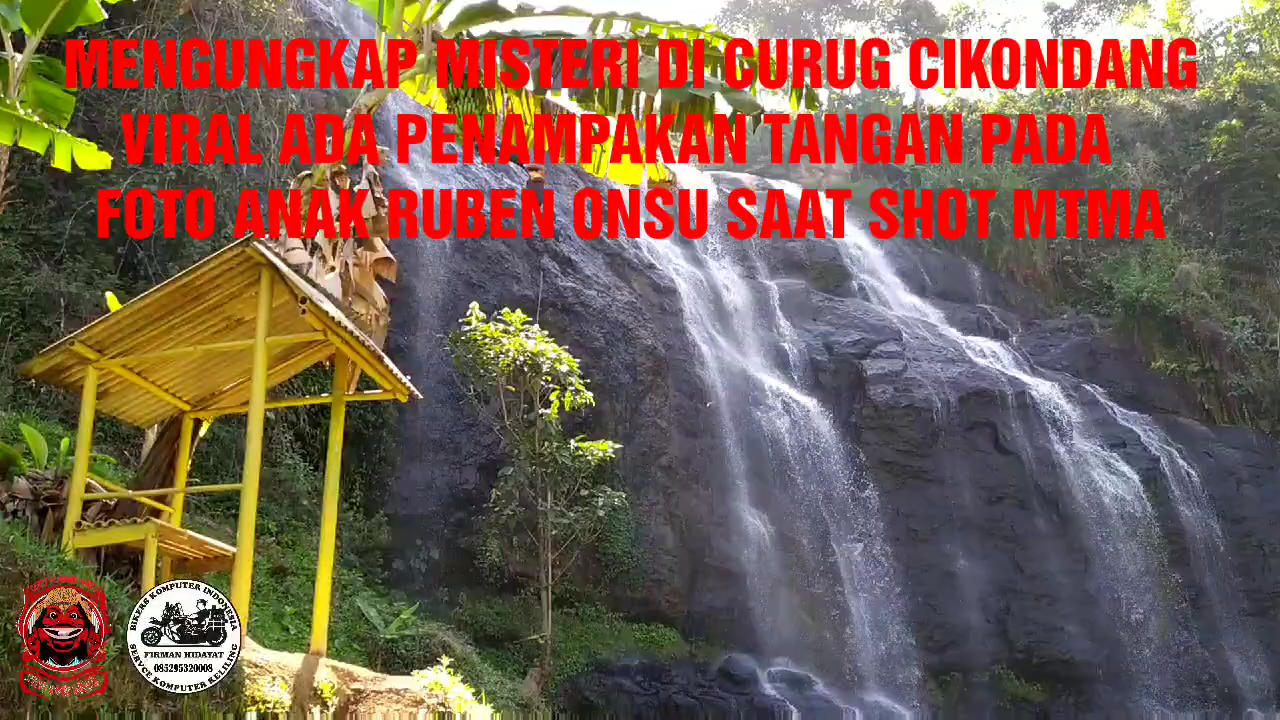 MENGUNGKAP MISTERI DI CURUG CIKONDANG
VIRAL ADA PENAMPAKAN TANGAN PADA
FOTO ANAK RUBEN ONSU SAAT SHOT MTMA
BIKERS KOMPUTER INDONESIA
FIRMAN HIDAYAT
085295320008
SERVICE KOMPUTER KELILING